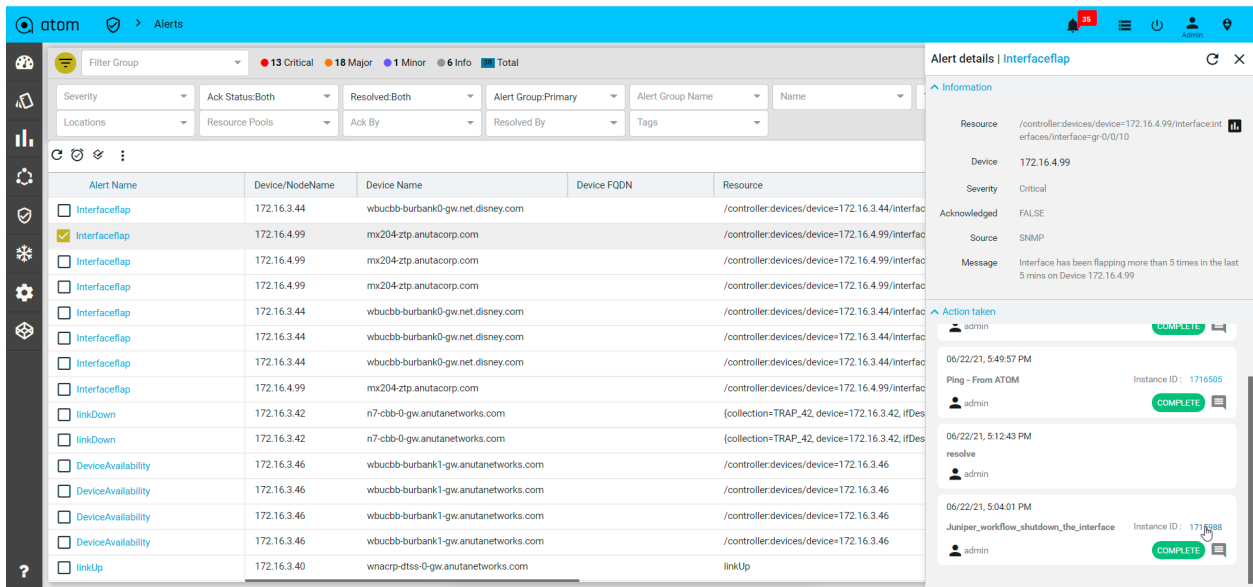 atom > Alerts 35 Admin
Filter Group 13 Critical 18 Major 1 Minor 6 Info 38 Total
Severity Ack Status:Both Resolved:Both Alert Group:Primary Alert Group Name Name
Locations Resource Pools Ack By Resolved By Tags
Alert Name Device/NodeName Device Name Device FQDN Resource
Interfaceflap 172.16.3.44 wbucbb-burbank0-gw.net.disney.com /controller:devices/device=172.16.3.44/interfac
Interfaceflap 172.16.4.99 mx204-ztp.anutacorp.com /controller:devices/device=172.16.4.99/interfac
Interfaceflap 172.16.4.99 mx204-ztp.anutacorp.com /controller:devices/device=172.16.4.99/interfac
Interfaceflap 172.16.4.99 mx204-ztp.anutacorp.com /controller:devices/device=172.16.4.99/interfac
Interfaceflap 172.16.3.44 wbucbb-burbank0-gw.net.disney.com /controller:devices/device=172.16.3.44/interfac
Interfaceflap 172.16.3.44 wbucbb-burbank0-gw.net.disney.com /controller:devices/device=172.16.3.44/interfac
Interfaceflap 172.16.3.44 wbucbb-burbank0-gw.net.disney.com /controller:devices/device=172.16.3.44/interfac
Interfaceflap 172.16.4.99 mx204-ztp.anutacorp.com /controller:devices/device=172.16.4.99/interfac
linkDown 172.16.3.42 n7-cbb-0-gw.anutanetworks.com {collection=TRAP_42, device=172.16.3.42, ifDes
linkDown 172.16.3.42 n7-cbb-0-gw.anutanetworks.com {collection=TRAP_42, device=172.16.3.42, ifDes
DeviceAvailability 172.16.3.46 wbucbb-burbank1-gw.anutanetworks.com /controller:devices/device=172.16.3.46
DeviceAvailability 172.16.3.46 wbucbb-burbank1-gw.anutanetworks.com /controller:devices/device=172.16.3.46
DeviceAvailability 172.16.3.46 wbucbb-burbank1-gw.anutanetworks.com /controller:devices/device=172.16.3.46
DeviceAvailability 172.16.3.46 wbucbb-burbank1-gw.anutanetworks.com /controller:devices/device=172.16.3.46
linkUp 172.16.3.40 wnacrp-dtss-0-gw.anutanetworks.com linkUp
?
Alert details | Interfaceflap
Information
Resource /controller:devices/device=172.16.4.99/interface:int
erfaces/interface=gr-0/0/10
Device 172.16.4.99
Severity Critical
Acknowledged FALSE
Source SNMP
Message Interface has been flapping more than 5 times in the last
5 mins on Device 172.16.4.99
Action taken
admin COMPLETE
06/22/21, 5:49:57 PM
Ping - From ATOM Instance ID : 1716505
admin COMPLETE
06/22/21, 5:12:43 PM
resolve
admin
06/22/21, 5:04:01 PM
Juniper_workflow_shutdown_the_interface Instance ID :
admin COMPLETE